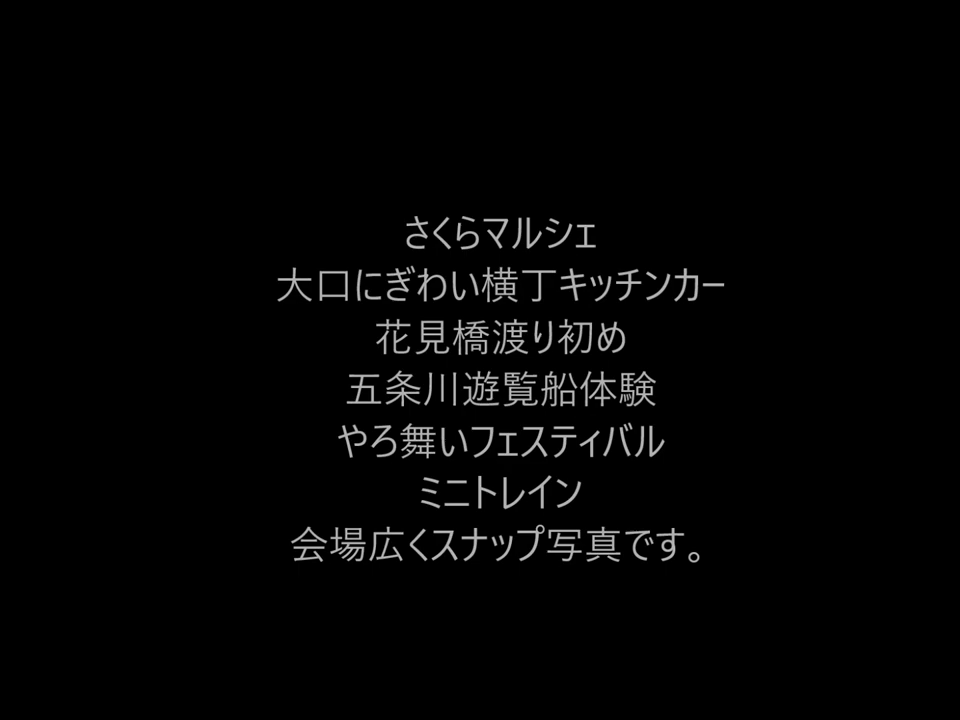 さくらマルシェ
大口にぎわい横丁キッチンカー
花見橋渡り初め
五条川遊覧船体験
やろ舞いフェスティバル
ミニトレイン
会場広くスナップ写真です。